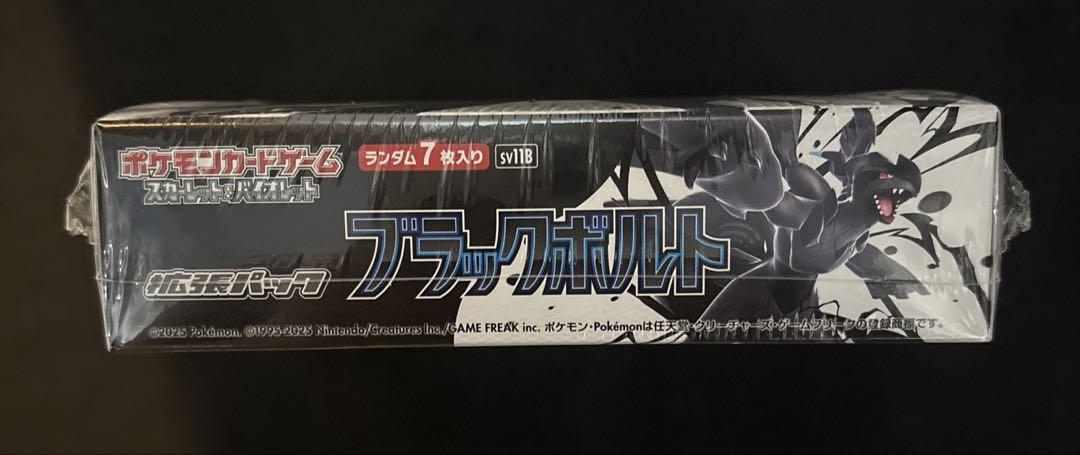 ポケモンカードゲーム
スカーレット&バイオレット
ランダム7枚入り
sv11B
拡張パック
ブラックボルト
©2025 Pokémon. ©1995-2025 Nintendo/Creatures Inc./GAME FREAK inc. ポケモン・Pokémonは任天堂・クリーチャーズ・ゲームフリークの登録商標です。